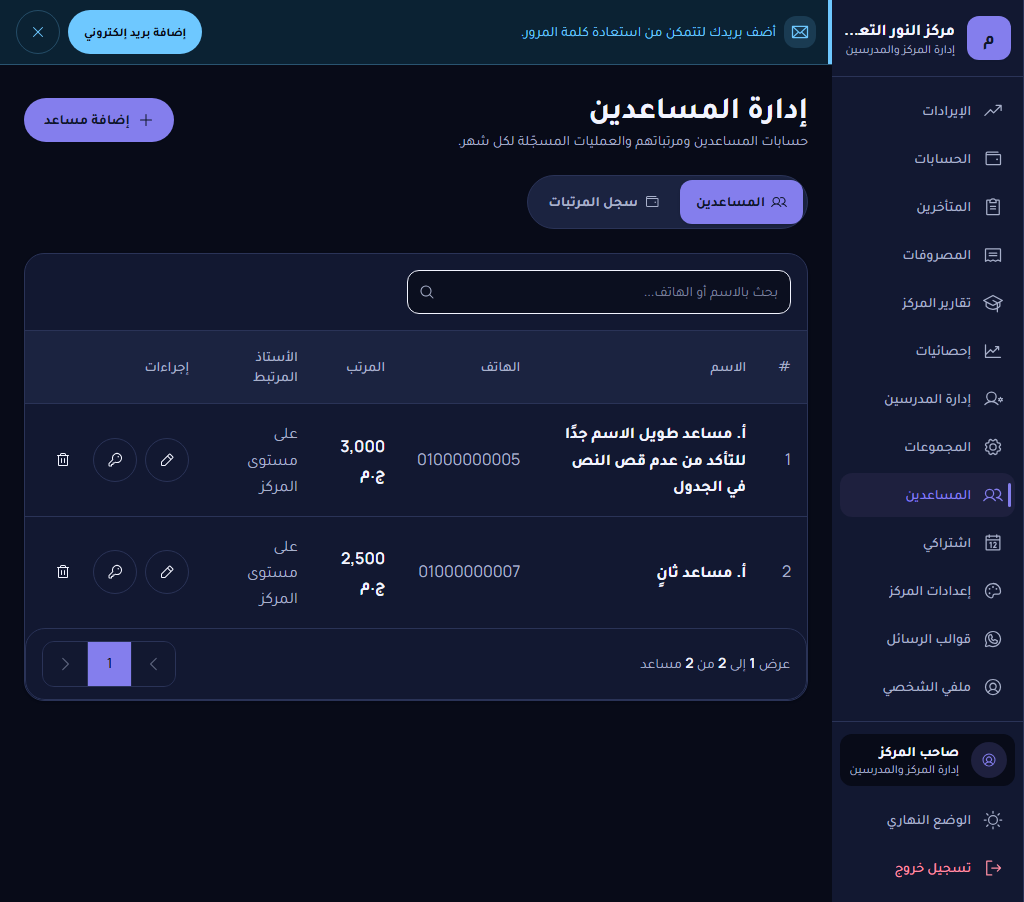 مركز النور التعـ...
إدارة المركز والمدرسين
م
الإيرادات
الحسابات
المتأخرين
المصروفات
تقارير المركز
إحصائيات
إدارة المدرسين
المجموعات
المساعدين
اشتراكي
12
إعدادات المركز
قوالب الرسائل
ملفي الشخصي
صاحب المركز
إدارة المركز والمدرسين
الوضع النهاري
تسجيل خروج
أضف بريدك لتتمكن من استعادة كلمة المرور.
إضافة بريد إلكتروني
إدارة المساعدين
حسابات المساعدين ومرتباتهم والعمليات المسجّلة لكل شهر.
إضافة مساعد
المساعدين
سجل المرتبات
بحث بالاسم أو الهاتف...
# الاسم الهاتف المرتب الأستاذ المرتبط إجراءات
1 أ. مساعد طويل الاسم جدًا للتأكد من عدم قص النص في الجدول 01000000005 3,000 ج.م على مستوى المركز
2 أ. مساعد ثانٍ 01000000007 2,500 ج.م على مستوى المركز
عرض 1 إلى 2 من 2 مساعد
1